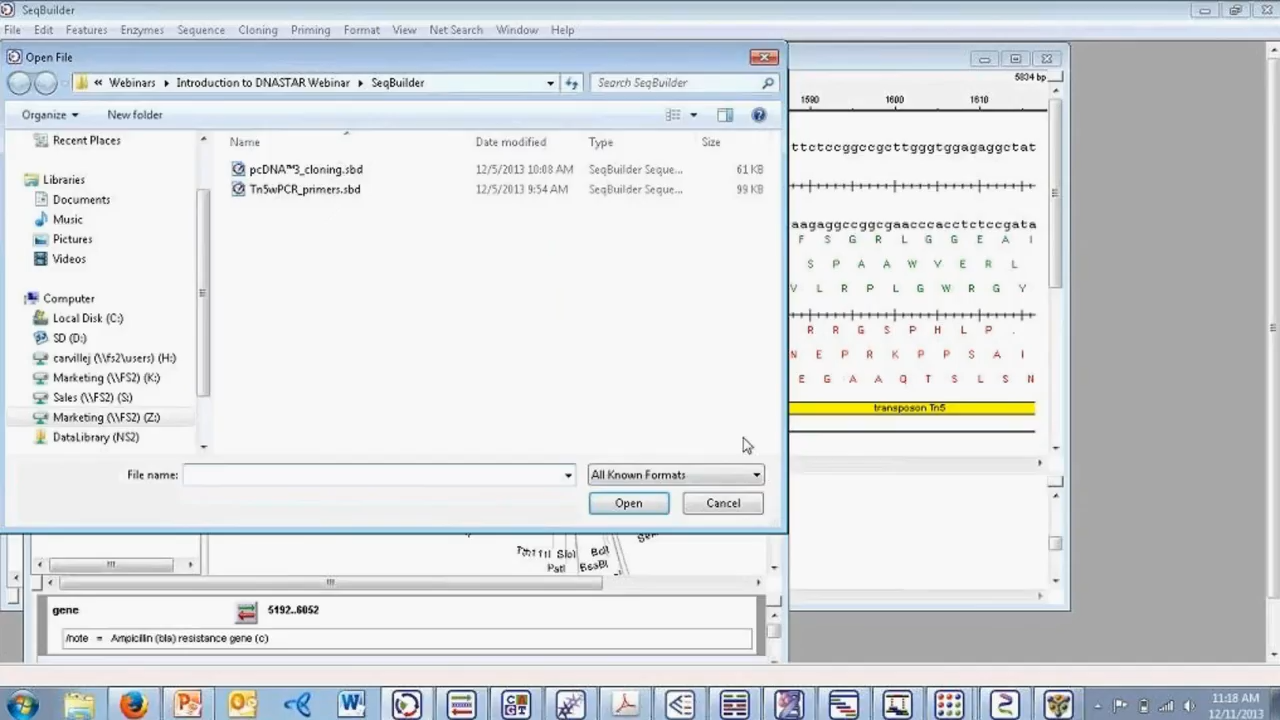 SeqBuilder
File Edit Features Enzymes Sequence Cloning Priming Format View Net Search Window Help
Open File
« Webinars Introduction to DNASTAR Webinar SeqBuilder Search SeqBuilder
5834 bp
Organize New folder
1590 1600 1610
Recent Places Name Date modified Type Size
ttctccggccgcttgggtggagaggctat
pcDNA™3_cloning.sbd 12/5/2013 10:08 AM SeqBuilder Seque... 61 KB
Libraries
Tn5wPCR_primers.sbd 12/5/2013 9:54 AM SeqBuilder Seque... 99 KB
Documents
Music
aagaggccggcgaacccacctctccgata
Pictures
F S G R L G G E A I
Videos
S P A A W V E R L
V L R P L G W R G Y
Computer
Local Disk (C:)
R R G S P H L P .
SD (D:)
carvillej (\\fs2\users) (H:)
N E P R K P P S A I
Marketing (\\FS2) (K:)
E G A A Q T S L S N
Sales (\\FS2) (S:)
transposon Tn5
Marketing (\\FS2) (Z:)
DataLibrary (NS2)
File name: All Known Formats
Open Cancel
SloI BclI
PatI BsaBI
gene 5192..6052
/note = Ampicillin (bla) resistance gene (c)
11:18 AM
12/11/2013